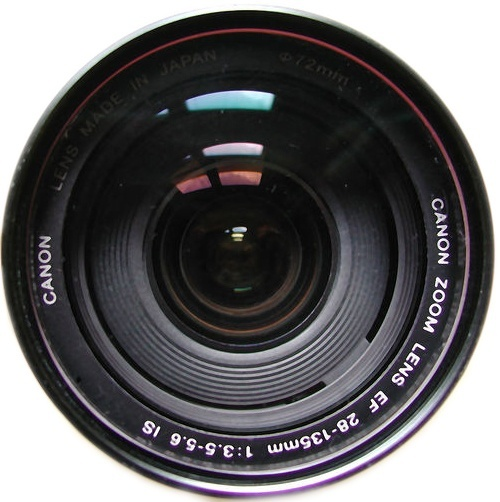 CANON
LENS MADE IN JAPAN
Φ72mm
CANON ZOOM LENS EF 28-135mm 1:3.5-5.6 IS